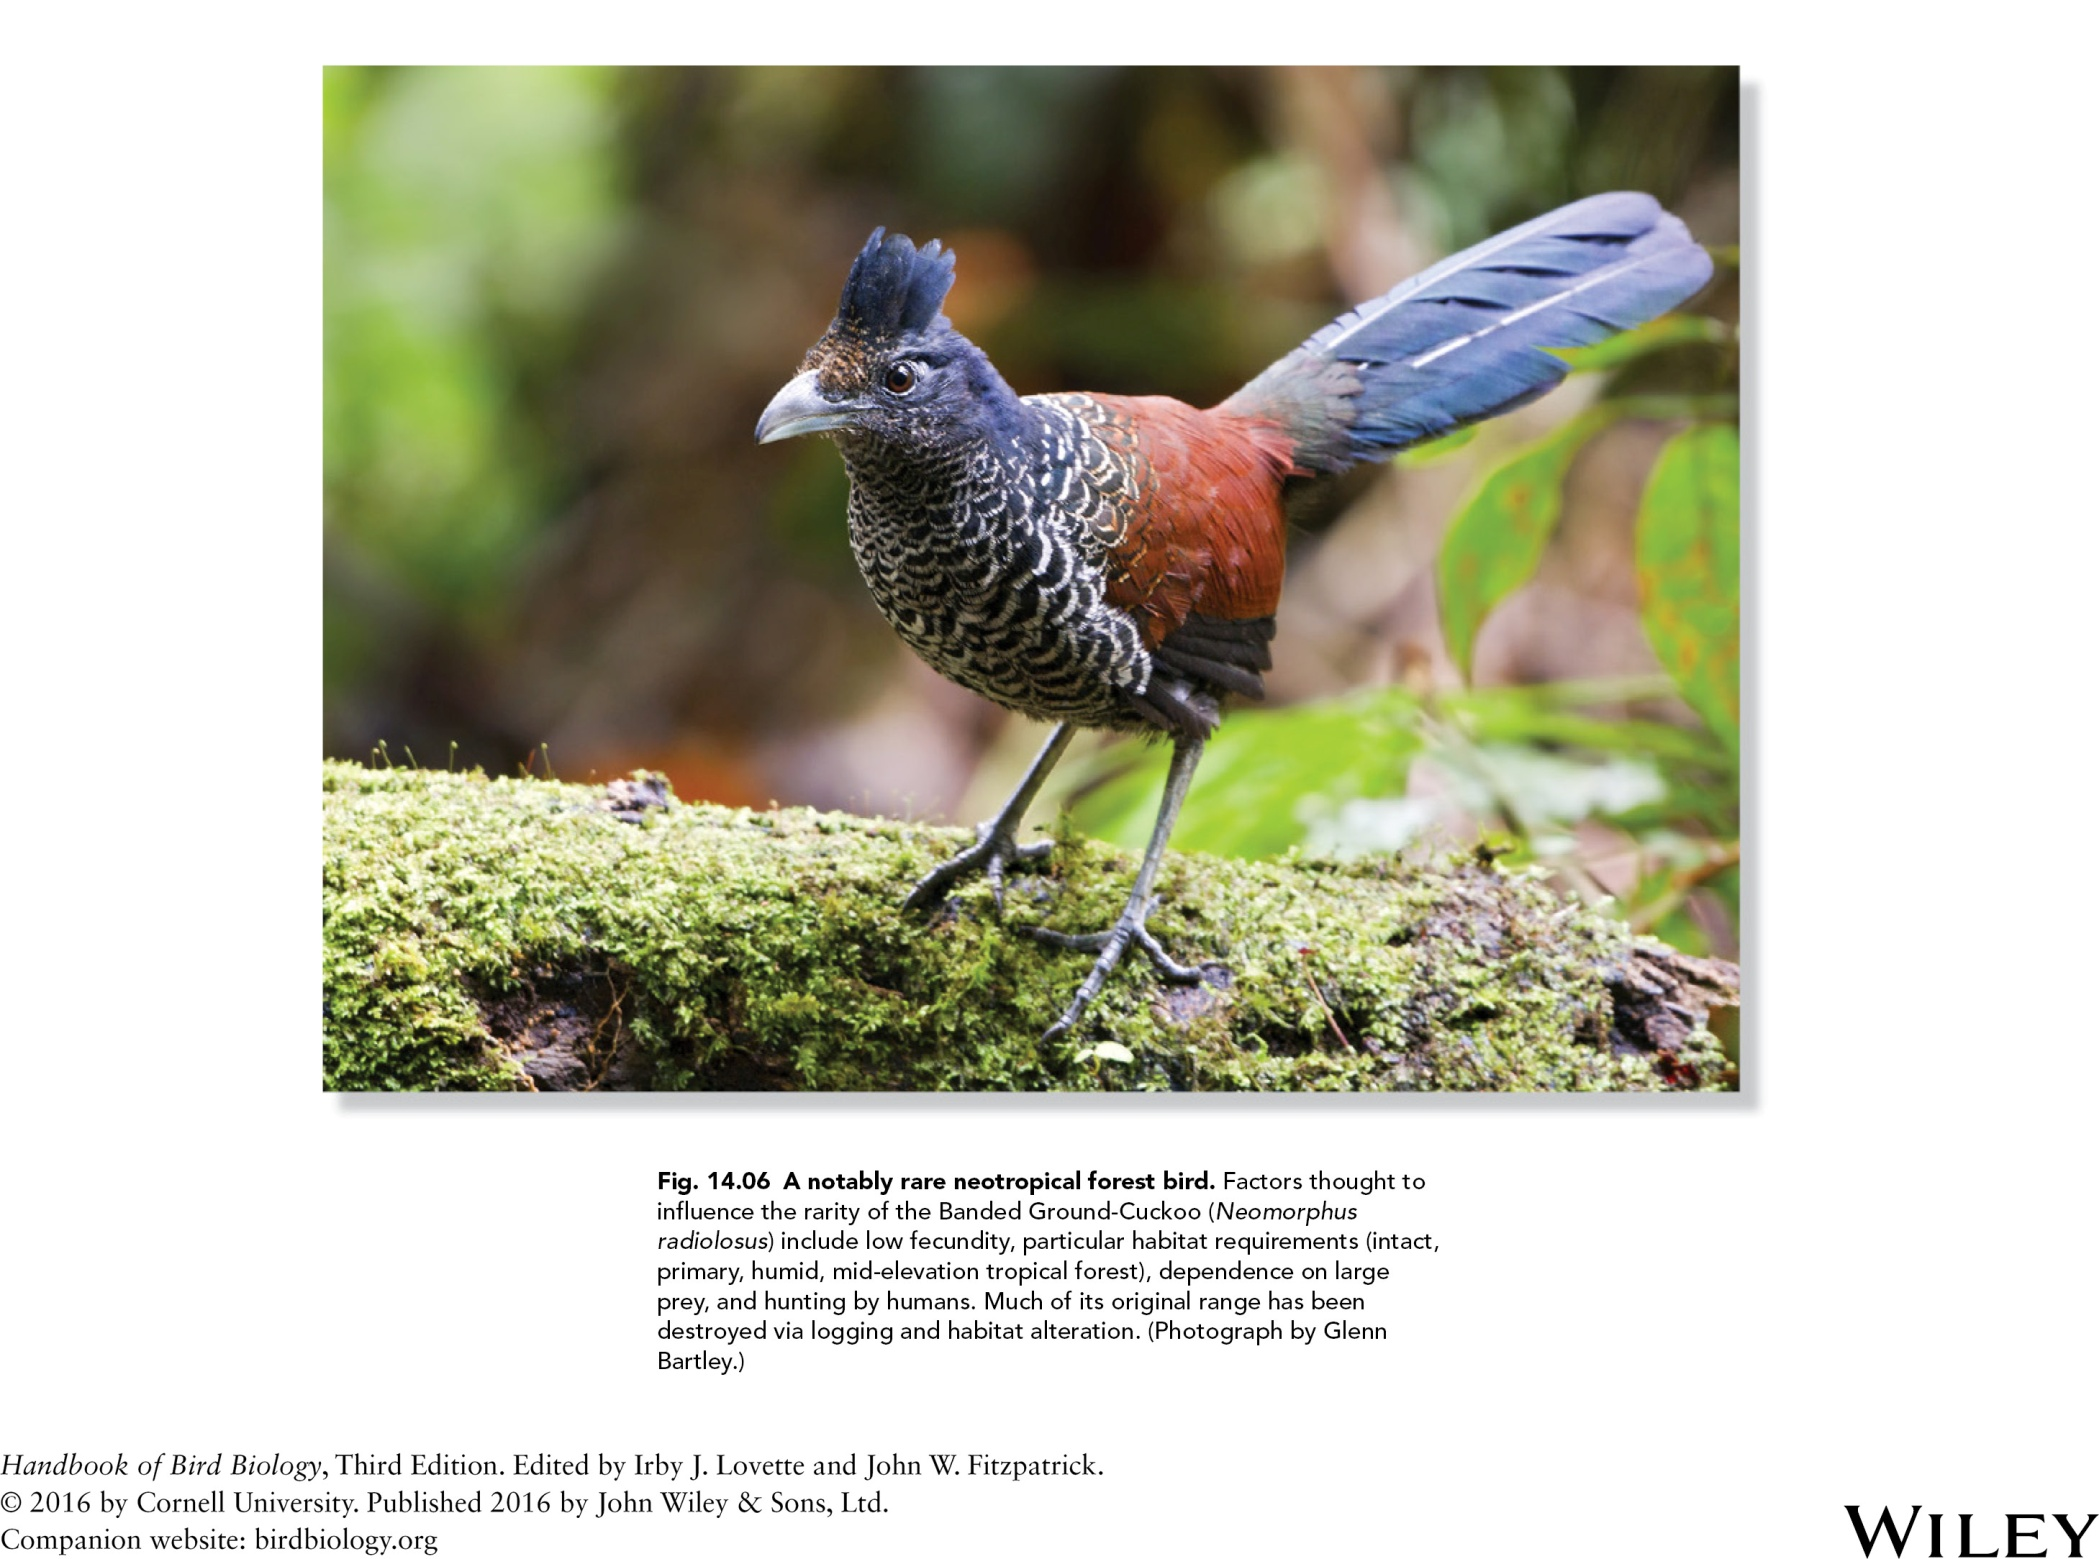 Fig. 14.06 A notably rare neotropical forest bird. Factors thought to
influence the rarity of the Banded Ground-Cuckoo (Neomorphus
radiolosus) include low fecundity, particular habitat requirements (intact,
primary, humid, mid-elevation tropical forest), dependence on large
prey, and hunting by humans. Much of its original range has been
destroyed via logging and habitat alteration. (Photograph by Glenn
Bartley.)
Handbook of Bird Biology, Third Edition. Edited by Irby J. Lovette and John W. Fitzpatrick.
© 2016 by Cornell University. Published 2016 by John Wiley & Sons, Ltd.
Companion website: birdbiology.org
WILEY